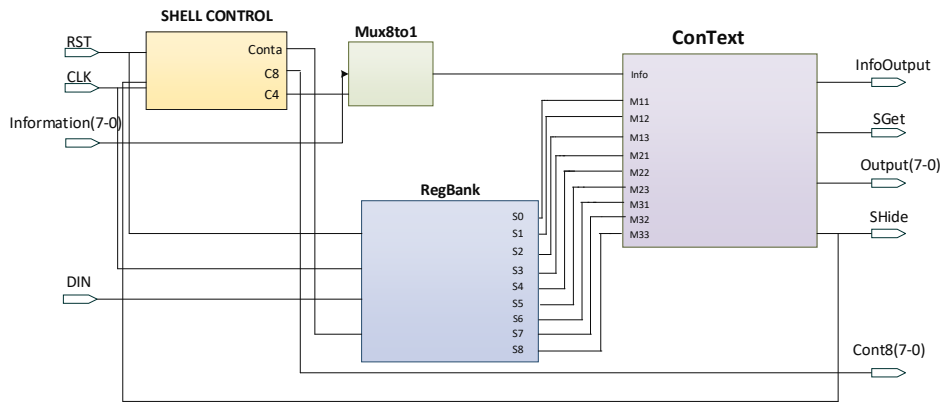 SHELL CONTROL
RST
CLK
Information(7-0)
DIN
Conta
C8
C4
Mux8to1
RegBank
S0
S1
S2
S3
S4
S5
S6
S7
S8
ConText
Info
M11
M12
M13
M21
M22
M23
M31
M32
M33
InfoOutput
SGet
Output(7-0)
SHide
Cont8(7-0)